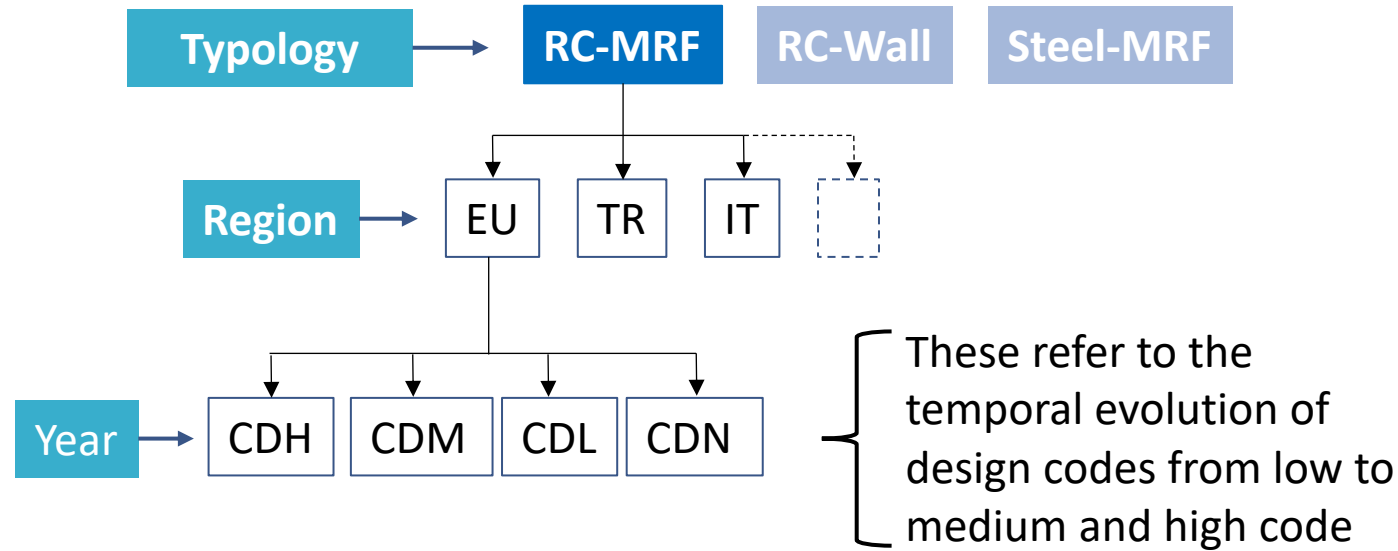 Typology
RC-MRF
RC-Wall
Steel-MRF
Region
EU
TR
IT
Year
CDH
CDM
CDL
CDN
These refer to the
temporal evolution of
design codes from low to
medium and high code